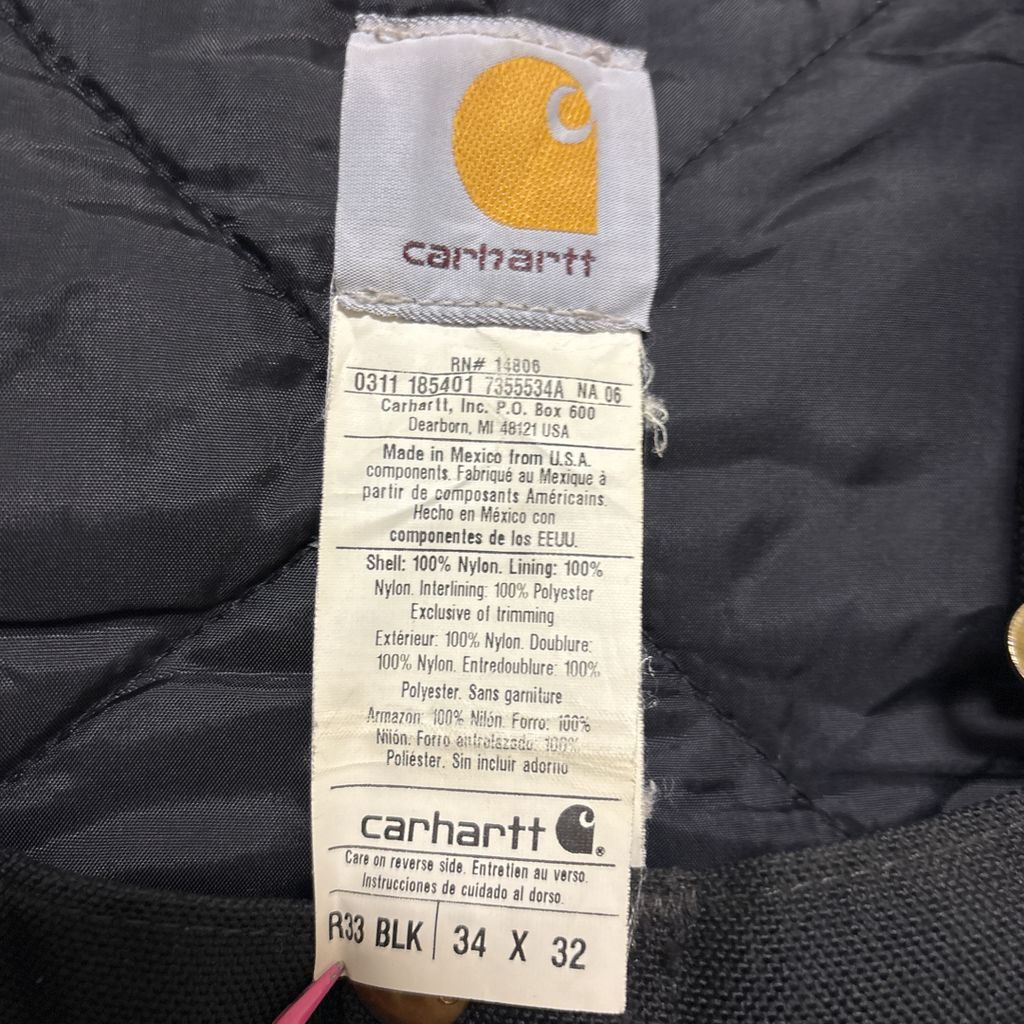 carhartt
RN# 14806
0311 185401 7355534A NA 06
Carhartt, Inc. P.O. Box 600
Dearborn, MI 48121 USA
Made in Mexico from U.S.A.
components. Fabriqué au Mexique à
partir de composants Américains.
Hecho en México con
componentes de los EEUU.
Shell: 100% Nylon. Lining: 100%
Nylon. Interlining: 100% Polyester
Exclusive of trimming
Extérieur: 100% Nylon. Doublure:
100% Nylon. Entredoublure: 100%
Polyester. Sans garniture
Armazon: 100% Nilón. Forro: 100%
Nilón. Forro entrelazado: 100%
Poliéster. Sin incluir adorno
carhartt ®
Care on reverse side. Entretien au verso.
Instrucciones de cuidado al dorso.
R33 BLK 34 X 32